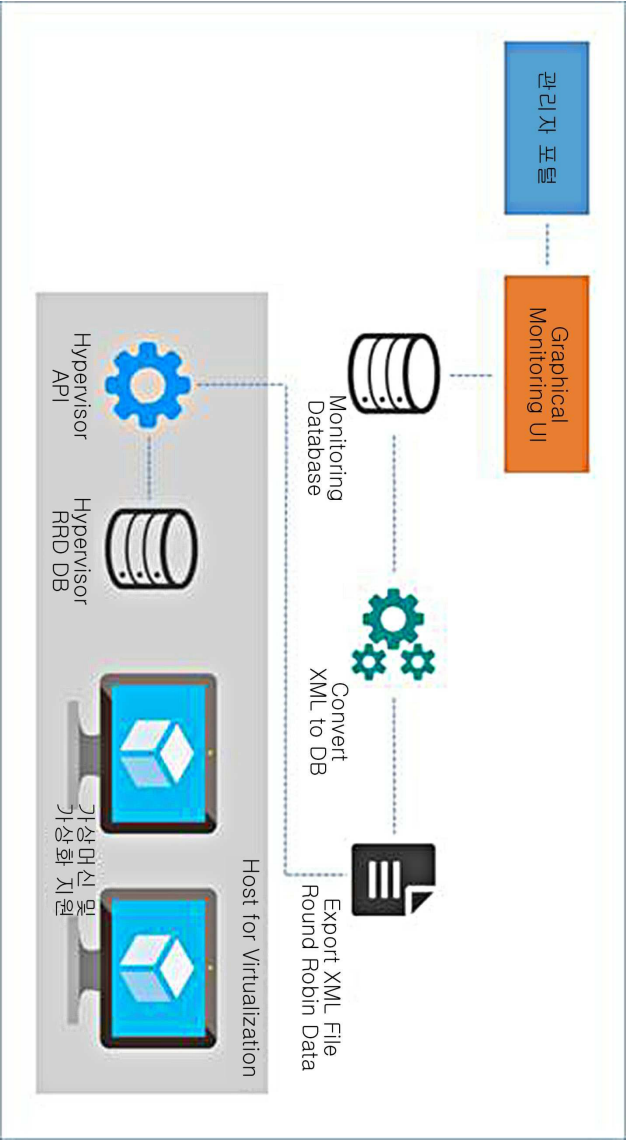 관리자 포털
Graphical
Monitoring UI
Monitoring
Database
Convert
XML to DB
Export XML File
Round Robin Data
Host for Virtualization
Hypervisor
API
Hypervisor
RRD DB
가상머신 및
가상화 지원